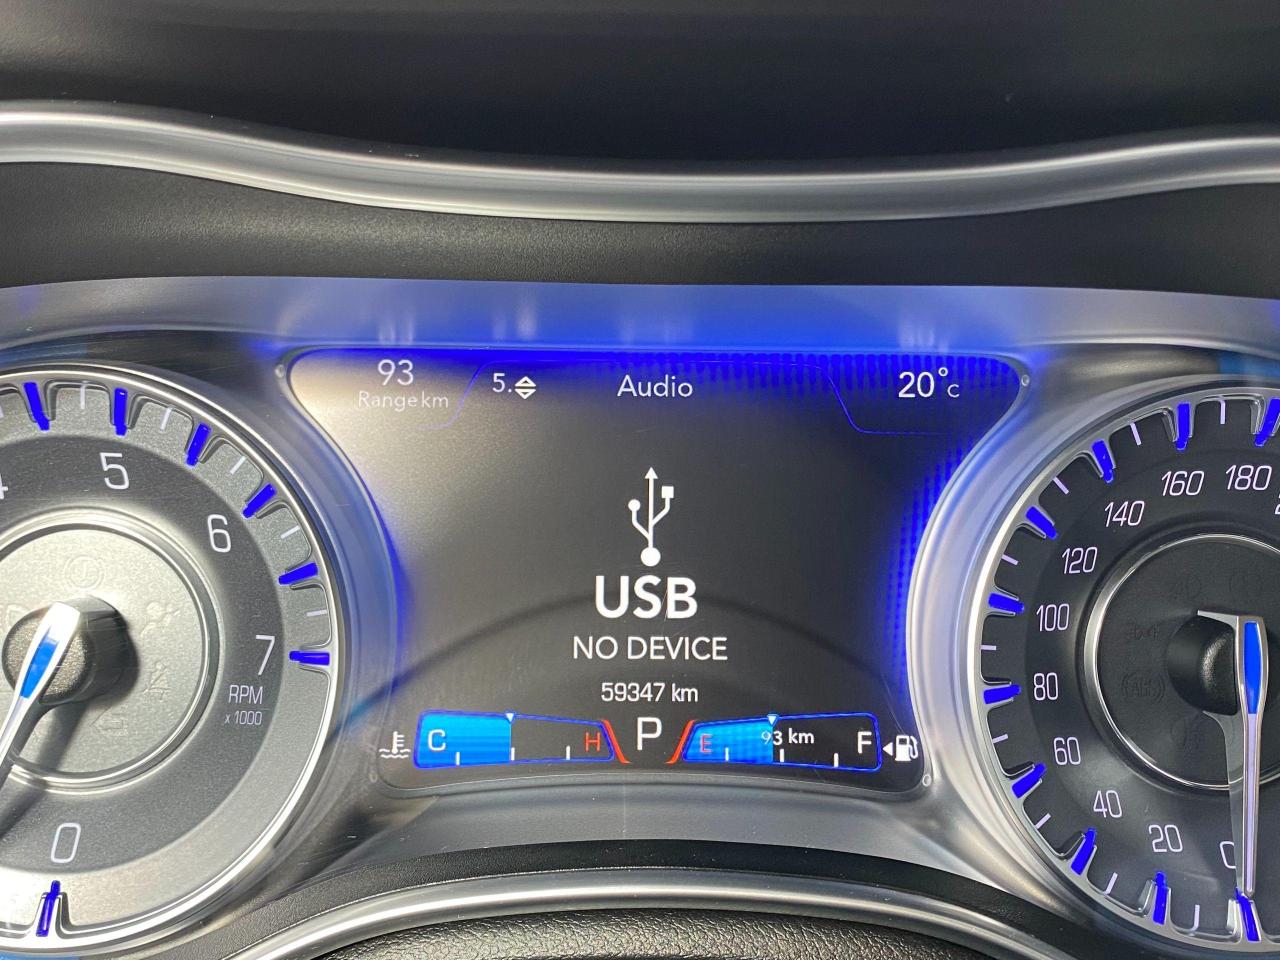 93
Range km
5.
Audio
20°C
USB
NO DEVICE
59347 km
C
H
P
E
93 km
F
5
6
7
RPM
x 1000
0
180
160
140
120
100
80
60
40
20